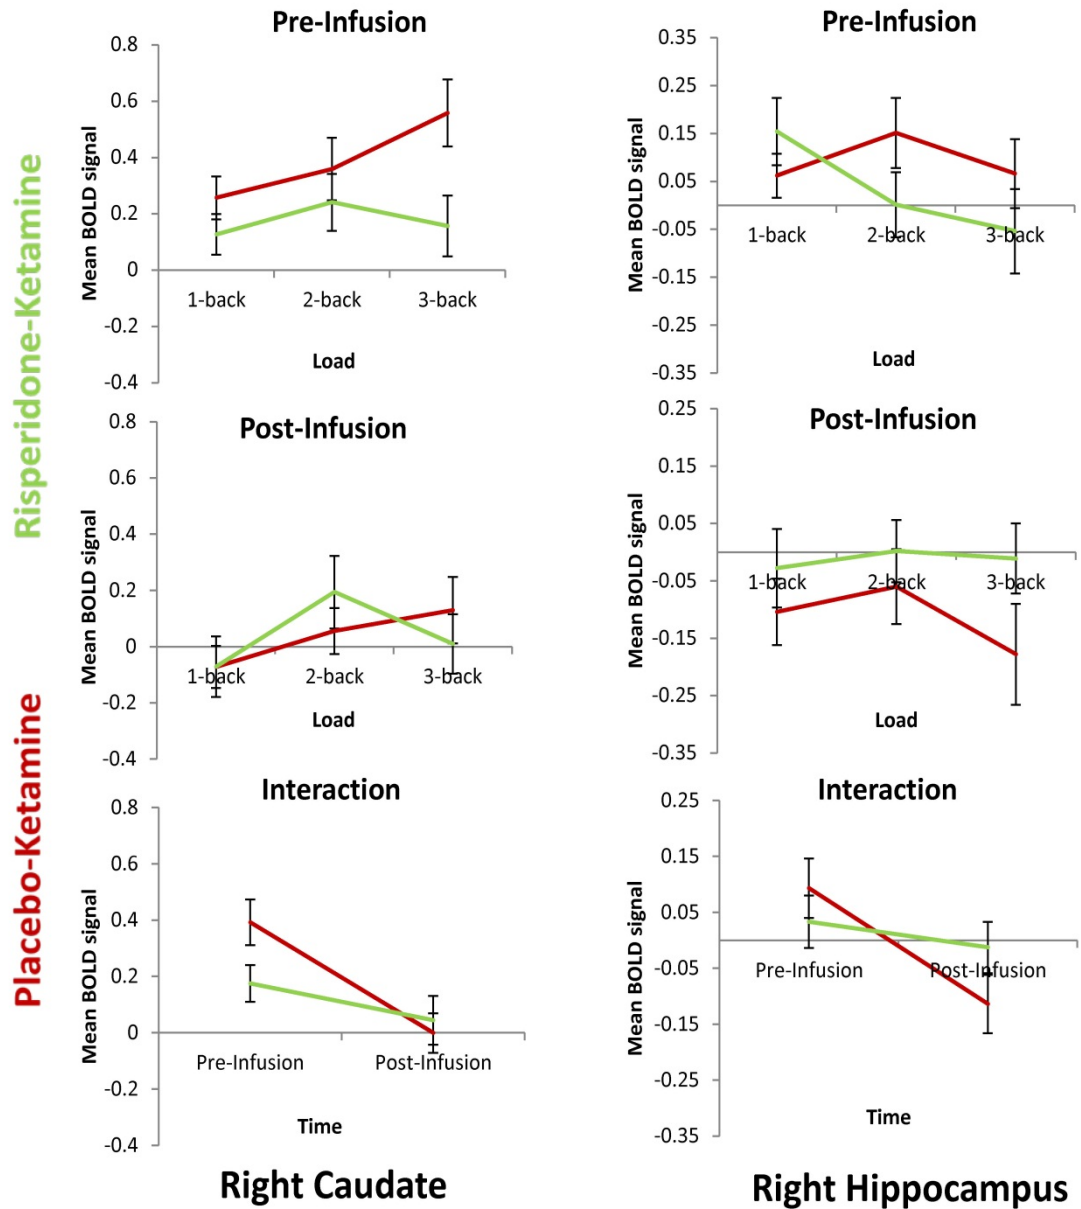 Risperidone-Ketamine
Placebo-Ketamine
Pre-Infusion
Mean BOLD signal
0.8
0.6
0.4
0.2
0
-0.2
-0.4
1-back 2-back 3-back
Load
Post-Infusion
Mean BOLD signal
0.8
0.6
0.4
0.2
0
-0.2
-0.4
1-back 2-back 3-back
Load
Interaction
Mean BOLD signal
0.8
0.6
0.4
0.2
0
-0.2
-0.4
Pre-Infusion Post-Infusion
Time
Right Caudate
Pre-Infusion
Mean BOLD signal
0.35
0.25
0.15
0.05
-0.05
-0.15
-0.25
-0.35
1-back 2-back 3-back
Load
Post-Infusion
Mean BOLD signal
0.25
0.15
0.05
-0.05
-0.15
-0.25
-0.35
1-back 2-back 3-back
Load
Interaction
Mean BOLD signal
0.25
0.15
0.05
-0.05
-0.15
-0.25
-0.35
Pre-Infusion Post-Infusion
Time
Right Hippocampus